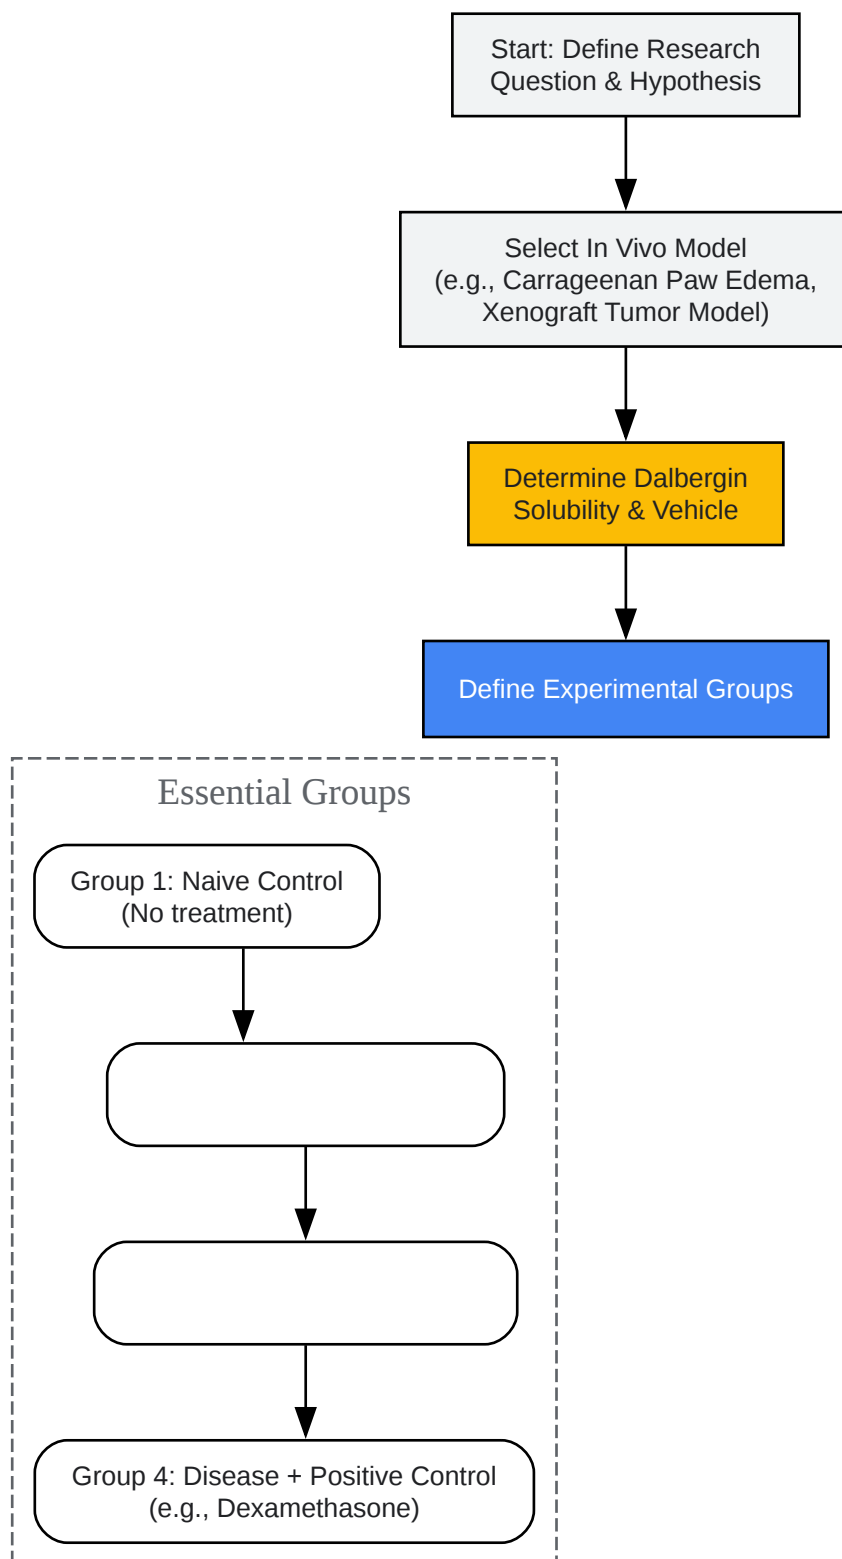 Start: Define Research
Question & Hypothesis
Select In Vivo Model
(e.g., Carrageenan Paw Edema,
Xenograft Tumor Model)
Determine Dalbergin
Solubility & Vehicle
Define Experimental Groups
Essential Groups
Group 1: Naive Control
(No treatment)
Group 4: Disease + Positive Control
(e.g., Dexamethasone)